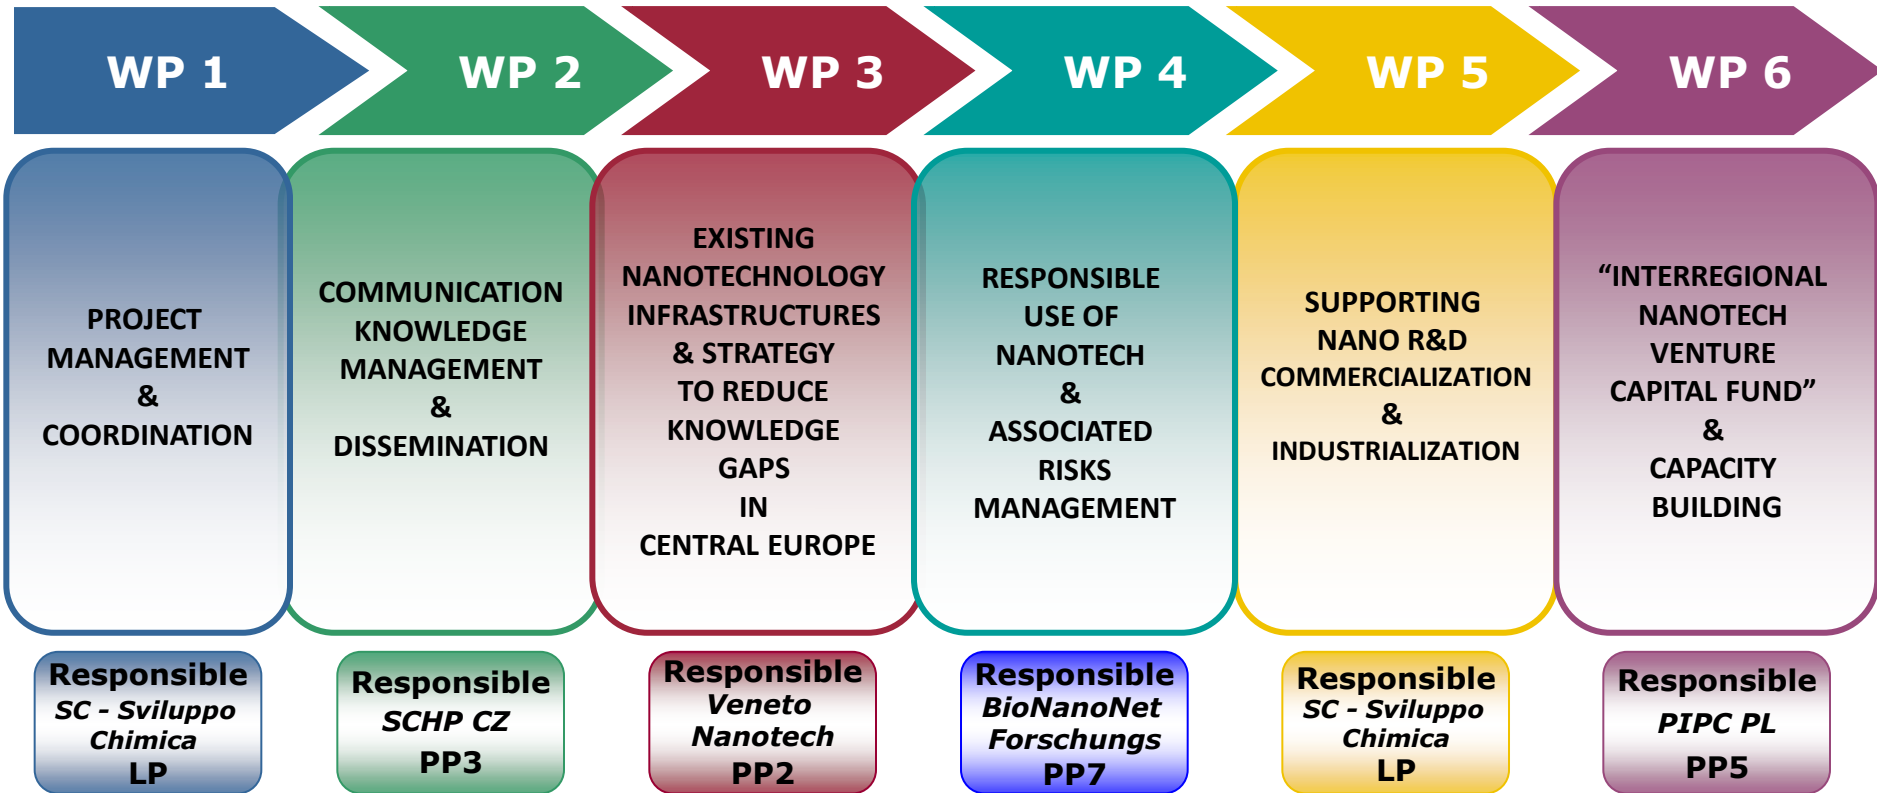 WP 1
WP 2
WP 3
WP 4
WP 5
WP 6
PROJECT
MANAGEMENT
&
COORDINATION
COMMUNICATION
KNOWLEDGE
MANAGEMENT
&
DISSEMINATION
EXISTING
NANOTECHNOLOGY
INFRASTRUCTURES
& STRATEGY
TO REDUCE
KNOWLEDGE
GAPS
IN
CENTRAL EUROPE
RESPONSIBLE
USE OF
NANOTECH
&
ASSOCIATED
RISKS
MANAGEMENT
SUPPORTING
NANO R&D
COMMERCIALIZATION
&
INDUSTRIALIZATION
“INTERREGIONAL
NANOTECH
VENTURE
CAPITAL FUND”
&
CAPACITY
BUILDING
Responsible
SC - Sviluppo
Chimica
LP
Responsible
SCHP CZ
PP3
Responsible
Veneto
Nanotech
PP2
Responsible
BioNanoNet
Forschungs
PP7
Responsible
SC - Sviluppo
Chimica
LP
Responsible
PIPC PL
PP5